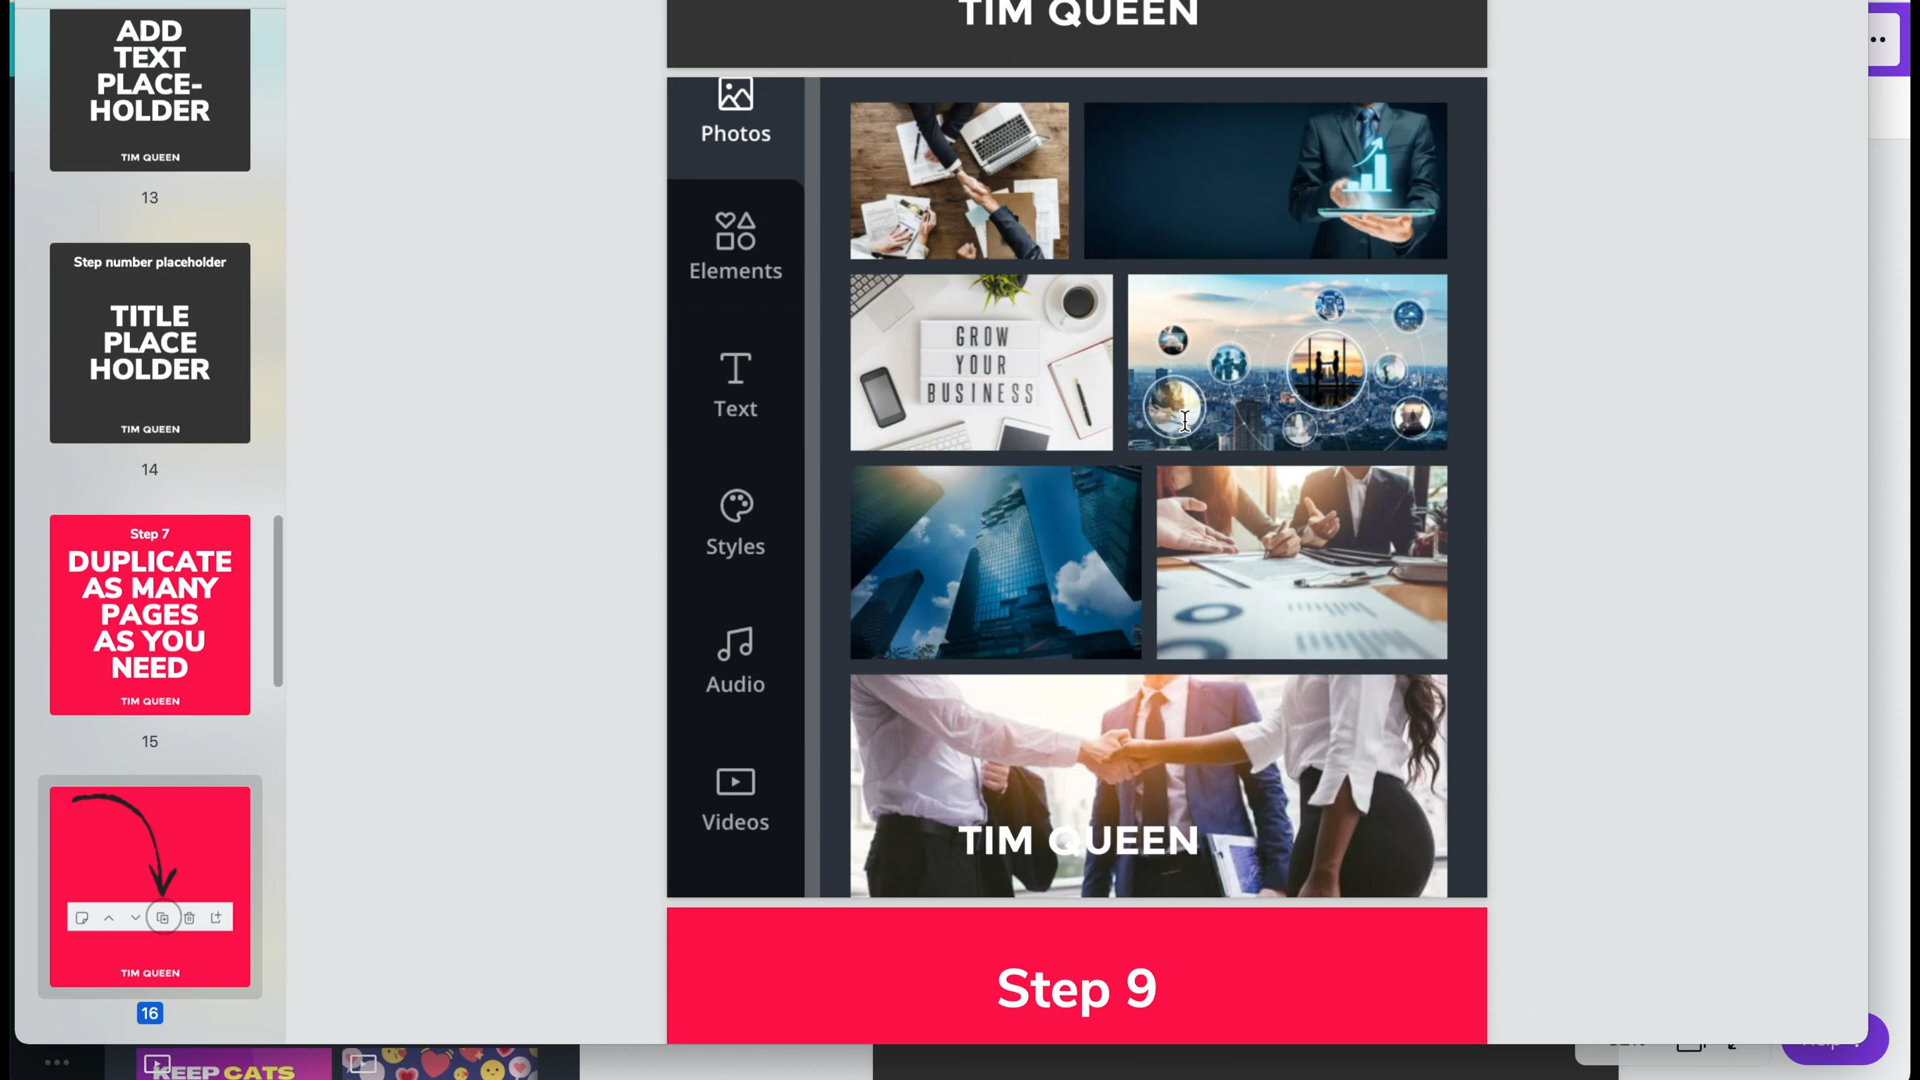 ADD
TEXT
PLACE-
HOLDER
TIM QUEEN
13
Step number placeholder
TITLE
PLACE
HOLDER
TIM QUEEN
14
Step 7
DUPLICATE
AS MANY
PAGES
AS YOU
NEED
TIM QUEEN
15
TIM QUEEN
16
TIM QUEEN
Photos
Elements
Text
Styles
Audio
Videos
GROW
YOUR
BUSINESS
TIM QUEEN
Step 9
KEEP CATS